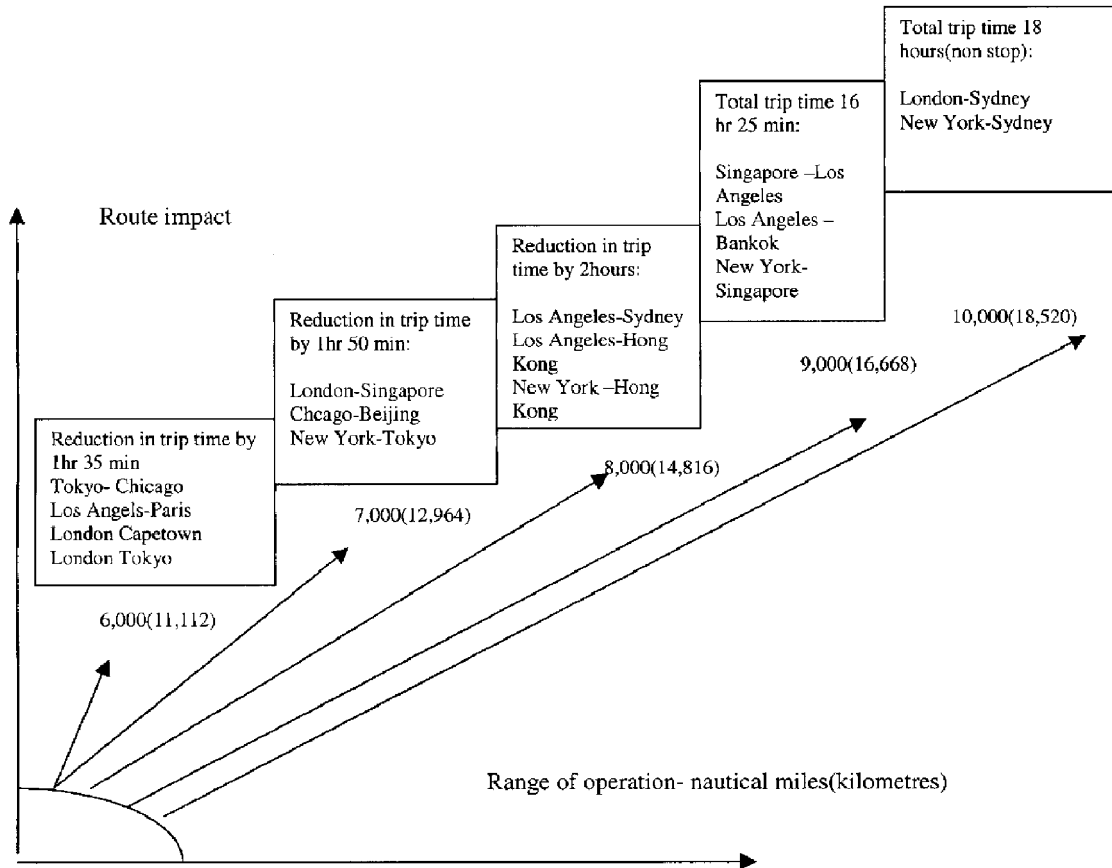 Total trip time 18
hours(non stop):
London-Sydney
New York-Sydney
Total trip time 16
hr 25 min:
Singapore –Los
Angeles
Los Angeles –
Bankok
New York-
Singapore
Route impact
Reduction in trip
time by 2hours:
Los Angeles-Sydney
Los Angeles-Hong
Kong
New York –Hong
Kong
Reduction in trip time
by 1hr 50 min:
London-Singapore
Chcago-Beijing
New York-Tokyo
Reduction in trip time by
1hr 35 min
Tokyo- Chicago
Los Angels-Paris
London Capetown
London Tokyo
10,000(18,520)
9,000(16,668)
8,000(14,816)
7,000(12,964)
6,000(11,112)
Range of operation- nautical miles(kilometres)